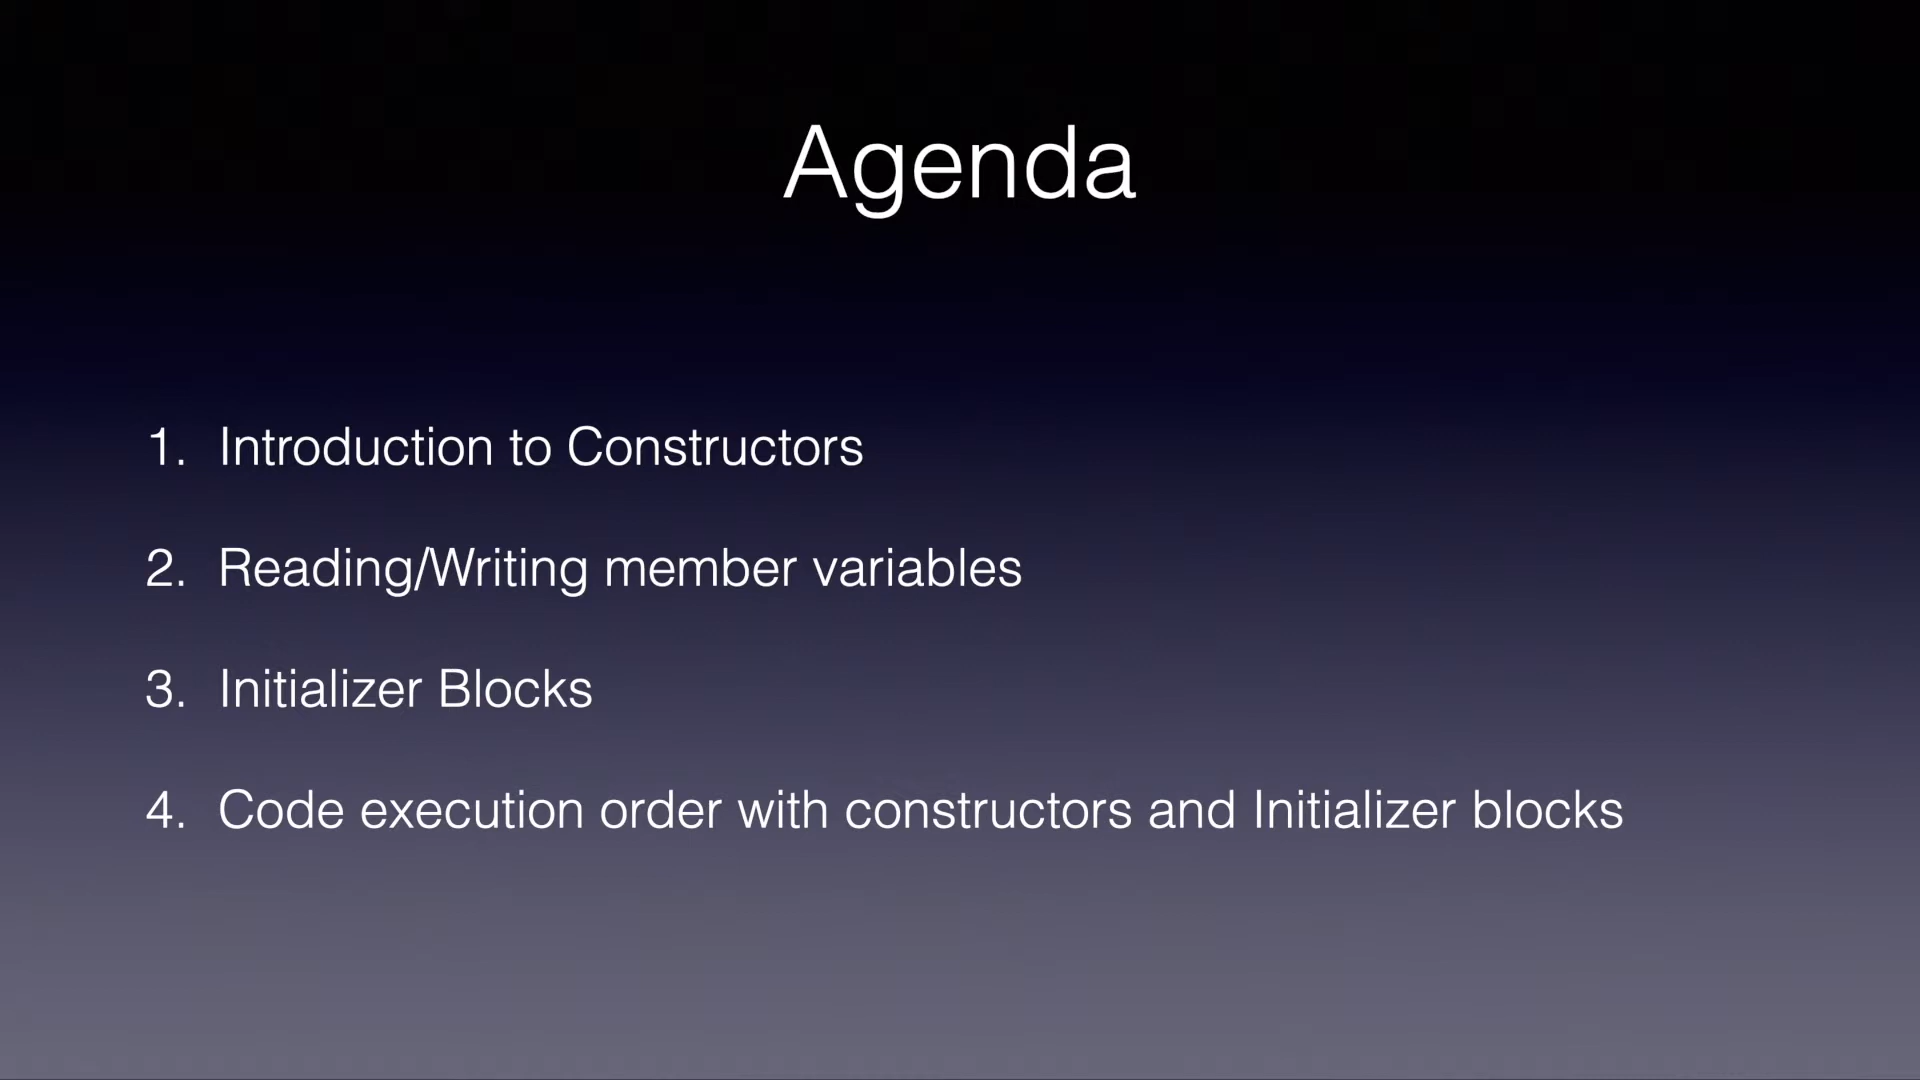 Agenda
1. Introduction to Constructors
2. Reading/Writing member variables
3. Initializer Blocks
4. Code execution order with constructors and Initializer blocks